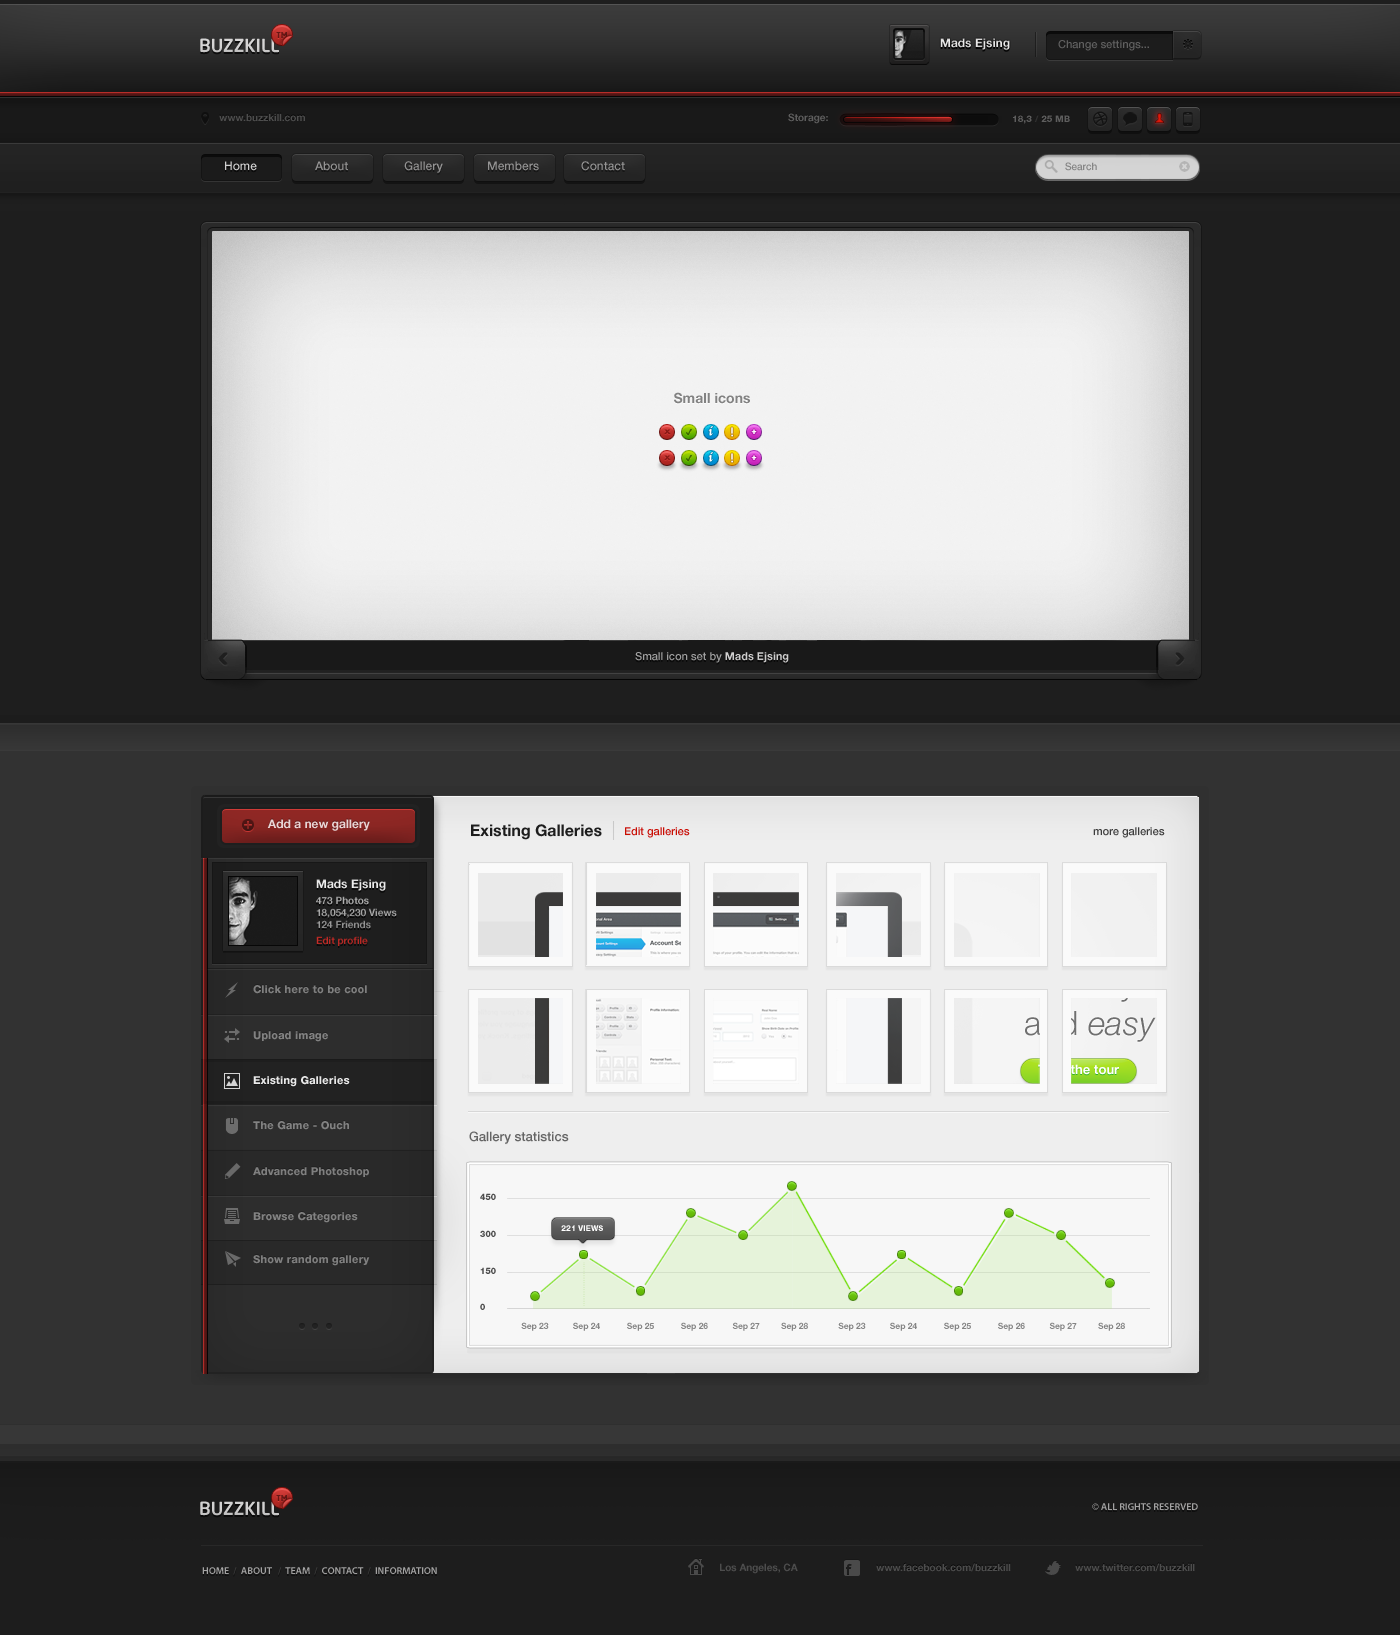 BUZZKILL TM
Mads Ejsing
Change settings...
www.buzzkill.com
Storage:
18,3 / 25 MB
Home
About
Gallery
Members
Contact
Search
Small icons
Small icon set by Mads Ejsing
Add a new gallery
Mads Ejsing
473 Photos
18,054,230 Views
124 Friends
Edit profile
Click here to be cool
Upload image
Existing Galleries
The Game - Ouch
Advanced Photoshop
Browse Categories
Show random gallery
Existing Galleries
Edit galleries
more galleries
Account Se
Settings
Profile Information:
Personal Text:
the tour
easy
Gallery statistics
450
300
150
0
221 VIEWS
Sep 23
Sep 24
Sep 25
Sep 26
Sep 27
Sep 28
Sep 23
Sep 24
Sep 25
Sep 26
Sep 27
Sep 28
BUZZKILL TM
© ALL RIGHTS RESERVED
HOME / ABOUT / TEAM / CONTACT / INFORMATION
Los Angeles, CA
www.facebook.com/buzzkill
www.twitter.com/buzzkill